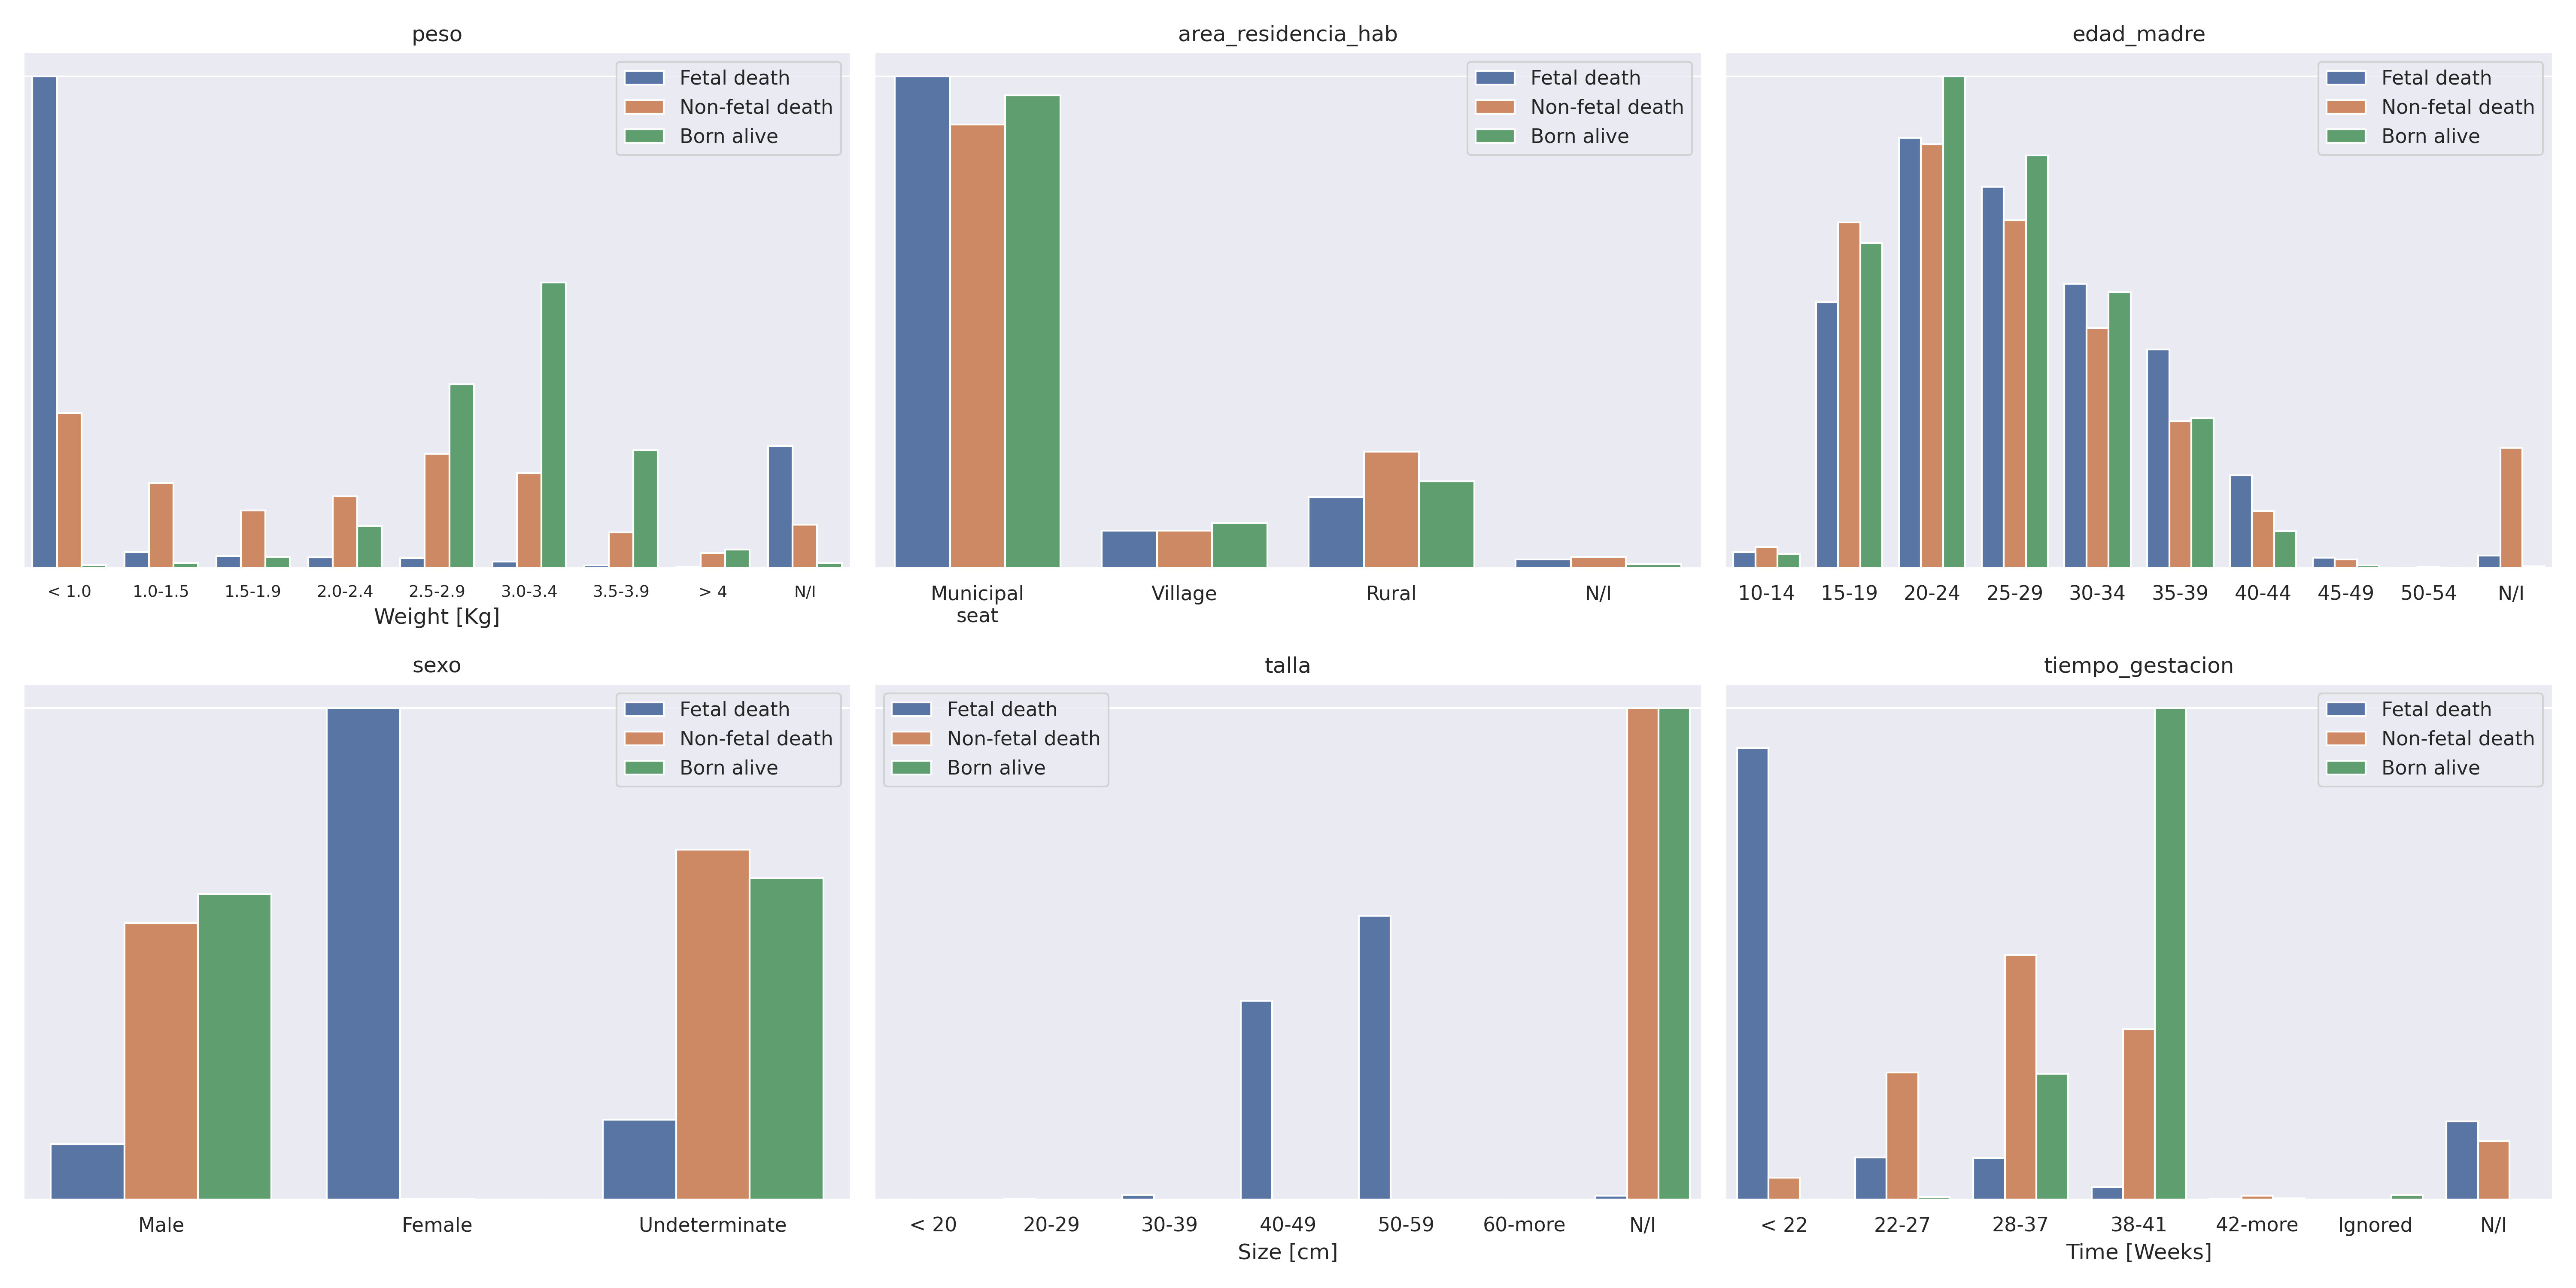 peso
Fetal death
Non-fetal death
Born alive
< 1.0 1.0-1.5 1.5-1.9 2.0-2.4 2.5-2.9 3.0-3.4 3.5-3.9 > 4 N/I
Weight [Kg]
area_residencia_hab
Fetal death
Non-fetal death
Born alive
Municipal Village Rural N/I
seat
edad_madre
Fetal death
Non-fetal death
Born alive
10-14 15-19 20-24 25-29 30-34 35-39 40-44 45-49 50-54 N/I
sexo
Fetal death
Non-fetal death
Born alive
Male Female Undeterminate
talla
Fetal death
Non-fetal death
Born alive
< 20 20-29 30-39 40-49 50-59 60-more N/I
Size [cm]
tiempo_gestacion
Fetal death
Non-fetal death
Born alive
< 22 22-27 28-37 38-41 42-more Ignored N/I
Time [Weeks]